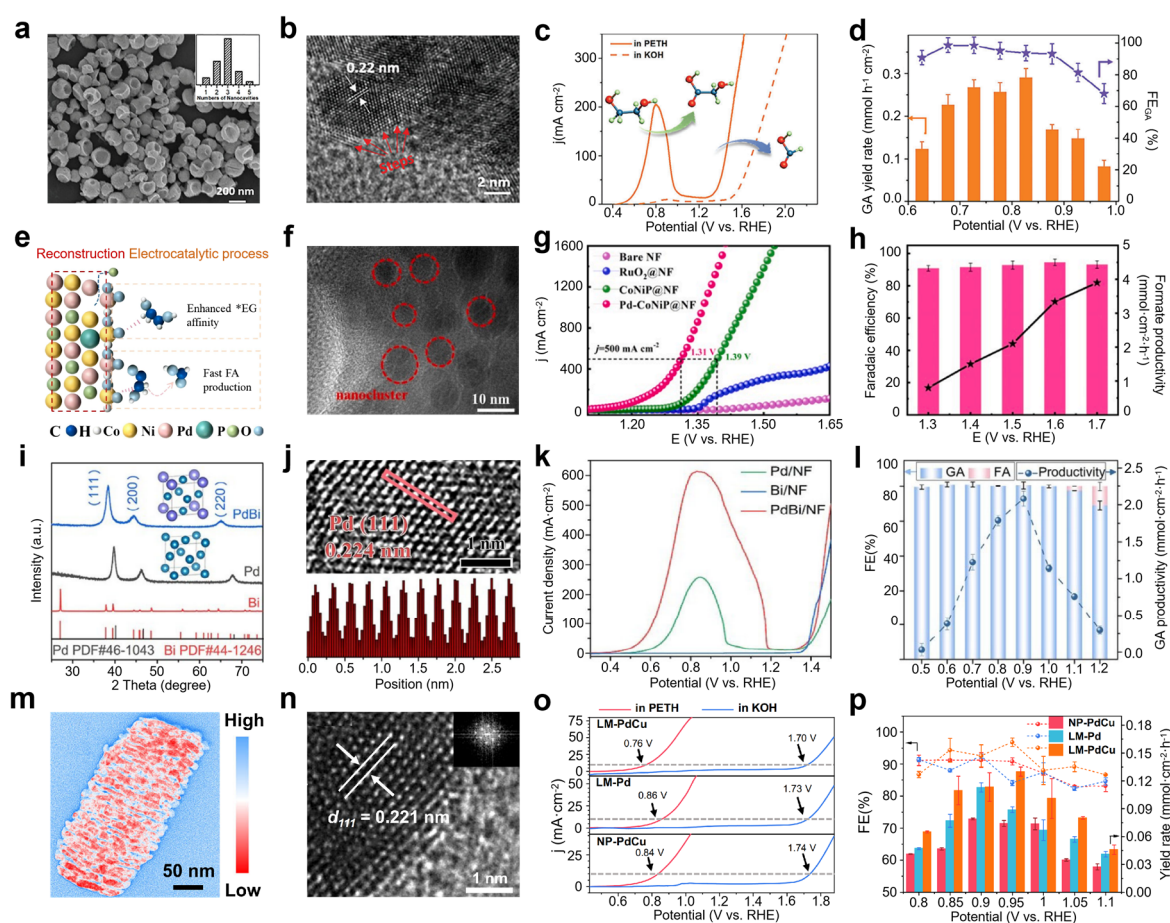 a
1 2 3 4 5
Numbers of Nanocavities
200 nm
b
0.22 nm
Steps
2 nm
c
in PETH
in KOH
j(mA cm⁻²)
300
200
100
0
0.4 0.8 1.2 1.6 2.0
Potential (V vs. RHE)
d
GA yield rate (mmol h⁻¹ cm⁻²)
0.3
0.2
0.1
0
0.6 0.7 0.8 0.9 1.0
Potential (V vs. RHE)
100
80
60
40
20
0
FE_GA (%)
e
Reconstruction Electrocatalytic process
Enhanced *EG
affinity
Fast FA
production
C H Co Ni Pd P O
f
nanocluster
10 nm
g
Bare NF
RuO₂@NF
CoNiP@NF
Pd-CoNiP@NF
j=500 mA cm⁻²
1.31 V
1.39 V
j (mA cm⁻²)
1600
1200
800
400
0
1.20 1.35 1.50 1.65
E (V vs. RHE)
h
Faradaic efficiency (%)
100
80
60
40
20
0
1.3 1.4 1.5 1.6 1.7
E (V vs. RHE)
5
4
3
2
1
0
Formate productivity
(mmol·cm⁻²·h⁻¹)
i
(111)
(200)
(220)
PdBi
Pd
Bi
Pd PDF#46-1043 Bi PDF#44-1246
Intensity (a.u.)
30 40 50 60 70
2 Theta (degree)
j
Pd (111)
0.224 nm
1 nm
0.0 0.5 1.0 1.5 2.0 2.5
Position (nm)
k
Pd/NF
Bi/NF
PdBi/NF
Current density (mA·cm⁻²)
600
500
400
300
200
100
0
0.4 0.6 0.8 1.0 1.2 1.4
Potential (V vs. RHE)
l
GA FA Productivity
FE(%)
80
80
60
40
20
0
0.5 0.6 0.7 0.8 0.9 1.0 1.1 1.2
Potential (V vs. RHE)
2.5
2.0
1.5
1.0
0.5
0.0
GA productivity (mmol·cm⁻²·h⁻¹)
m
High
Low
50 nm
n
d₁₁₁ = 0.221 nm
1 nm
o
in PETH in KOH
LM-PdCu
0.76 V
1.70 V
LM-Pd
0.86 V
1.73 V
NP-PdCu
0.84 V
1.74 V
j (mA·cm⁻²)
75
50
25
0
50
25
0
50
25
0
0.6 0.8 1.0 1.2 1.4 1.6 1.8
Potential (V vs. RHE)
p
NP-PdCu
LM-Pd
LM-PdCu
FE(%)
100
90
80
70
60
50
0.8 0.85 0.9 0.95 1 1.05 1.1
Potential (V vs. RHE)
0.18
0.15
0.12
0.09
0.06
0.03
0.00
Yield rate (mmol·cm⁻²·h⁻¹)